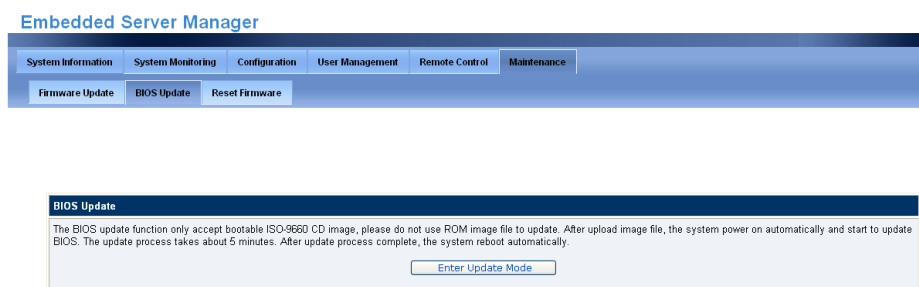 Embedded Server Manager
System Information System Monitoring Configuration User Management Remote Control Maintenance
Firmware Update BIOS Update Reset Firmware
BIOS Update
The BIOS update function only accept bootable ISO-9660 CD image, please do not use ROM image file to update. After upload image file, the system power on automatically and start to update
BIOS. The update process takes about 5 minutes. After update process complete, the system reboot automatically.
Enter Update Mode